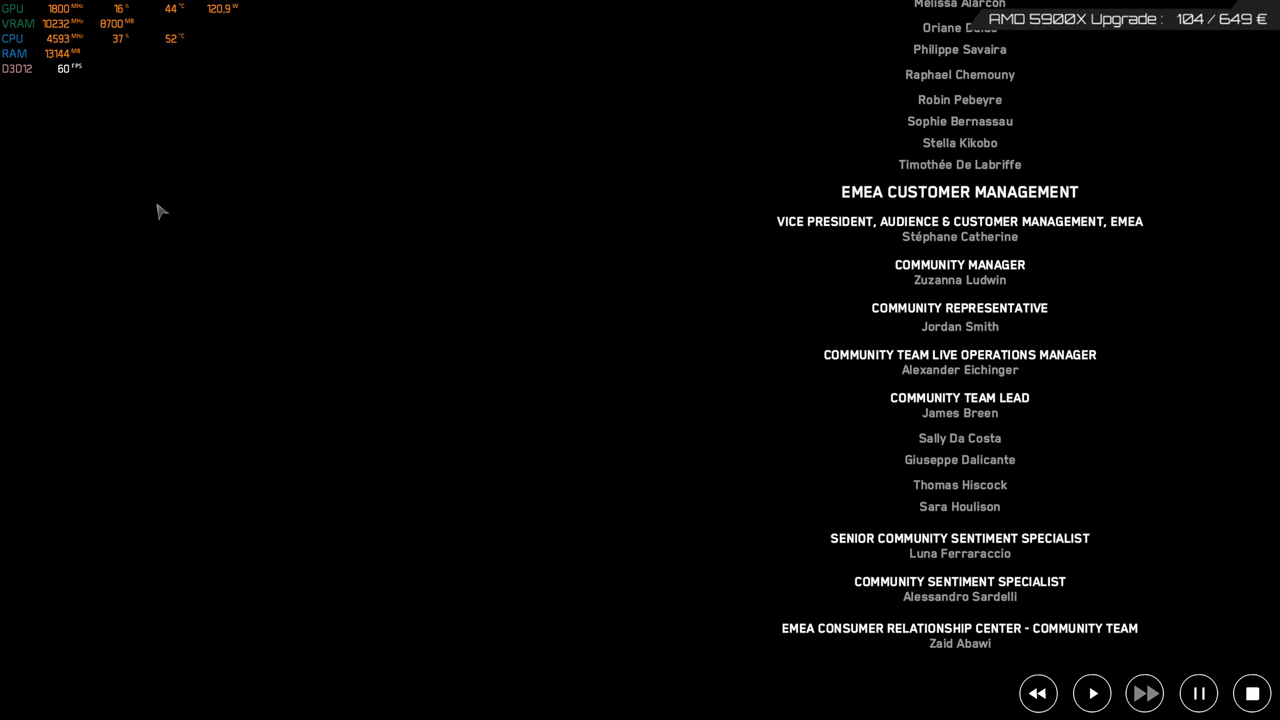 GPU 1800 MHz 16 % 44 °C 120.9 W
VRAM 10232 MHz 8700 MB
CPU 4593 MHz 37 % 52 °C
RAM 13144 MB
D3D12 60 FPS
AMD 5900X Upgrade : 104 / 649 €
Melissa Alarcon
Oriane
Philippe Savaira
Raphael Chemouny
Robin Pebeyre
Sophie Bernassau
Stella Kikobo
Timothée De Labriffe
EMEA CUSTOMER MANAGEMENT
VICE PRESIDENT, AUDIENCE & CUSTOMER MANAGEMENT, EMEA
Stéphane Catherine
COMMUNITY MANAGER
Zuzanna Ludwin
COMMUNITY REPRESENTATIVE
Jordan Smith
COMMUNITY TEAM LIVE OPERATIONS MANAGER
Alexander Eichinger
COMMUNITY TEAM LEAD
James Breen
Sally Da Costa
Giuseppe Dalicante
Thomas Hiscock
Sara Houlison
SENIOR COMMUNITY SENTIMENT SPECIALIST
Luna Ferraraccio
COMMUNITY SENTIMENT SPECIALIST
Alessandro Sardelli
EMEA CONSUMER RELATIONSHIP CENTER - COMMUNITY TEAM
Zaid Abawi